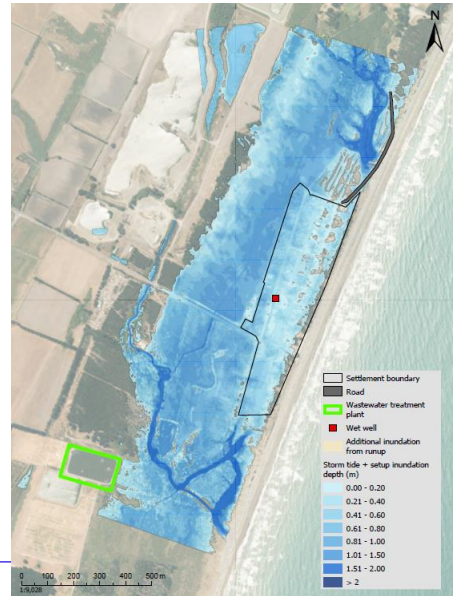 N
Settlement boundary
Road
Wastewater treatment
plant
Wet well
Additional inundation
from runup
Storm tide + setup inundation
depth (m)
0.00 - 0.20
0.21 - 0.40
0.41 - 0.60
0.61 - 0.80
0.81 - 1.00
1.01 - 1.50
1.51 - 2.00
> 2
0 100 200 300 400 500 m
1:9,028